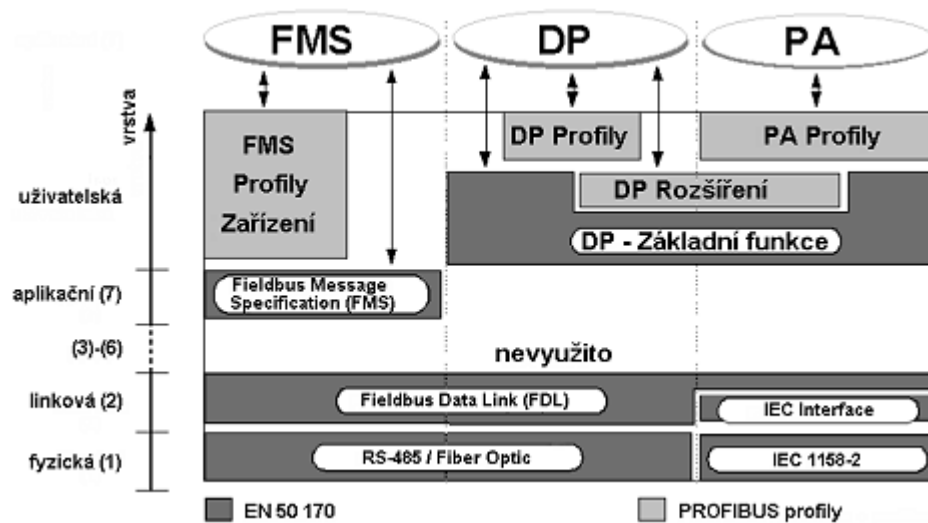 FMS
DP
PA
vrstva
FMS
Profily
Zařízení
DP Profily
PA Profily
uživatelská
DP Rozšíření
DP - Základní funkce
aplikační (7)
Fieldbus Message
Specification (FMS)
(3)-(6)
nevyužito
linková (2)
Fieldbus Data Link (FDL)
IEC Interface
fyzická (1)
RS-485 / Fiber Optic
IEC 1158-2
EN 50 170
PROFIBUS profily